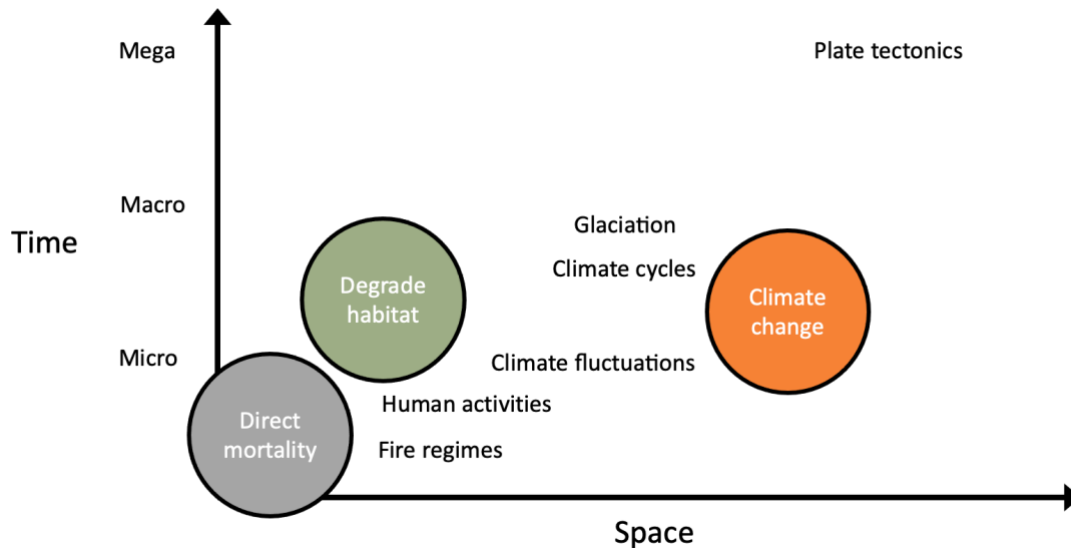 Mega
Plate tectonics
Macro
Glaciation
Time
Climate cycles
Degrade
habitat
Climate
change
Micro
Climate fluctuations
Human activities
Direct
mortality
Fire regimes
Space